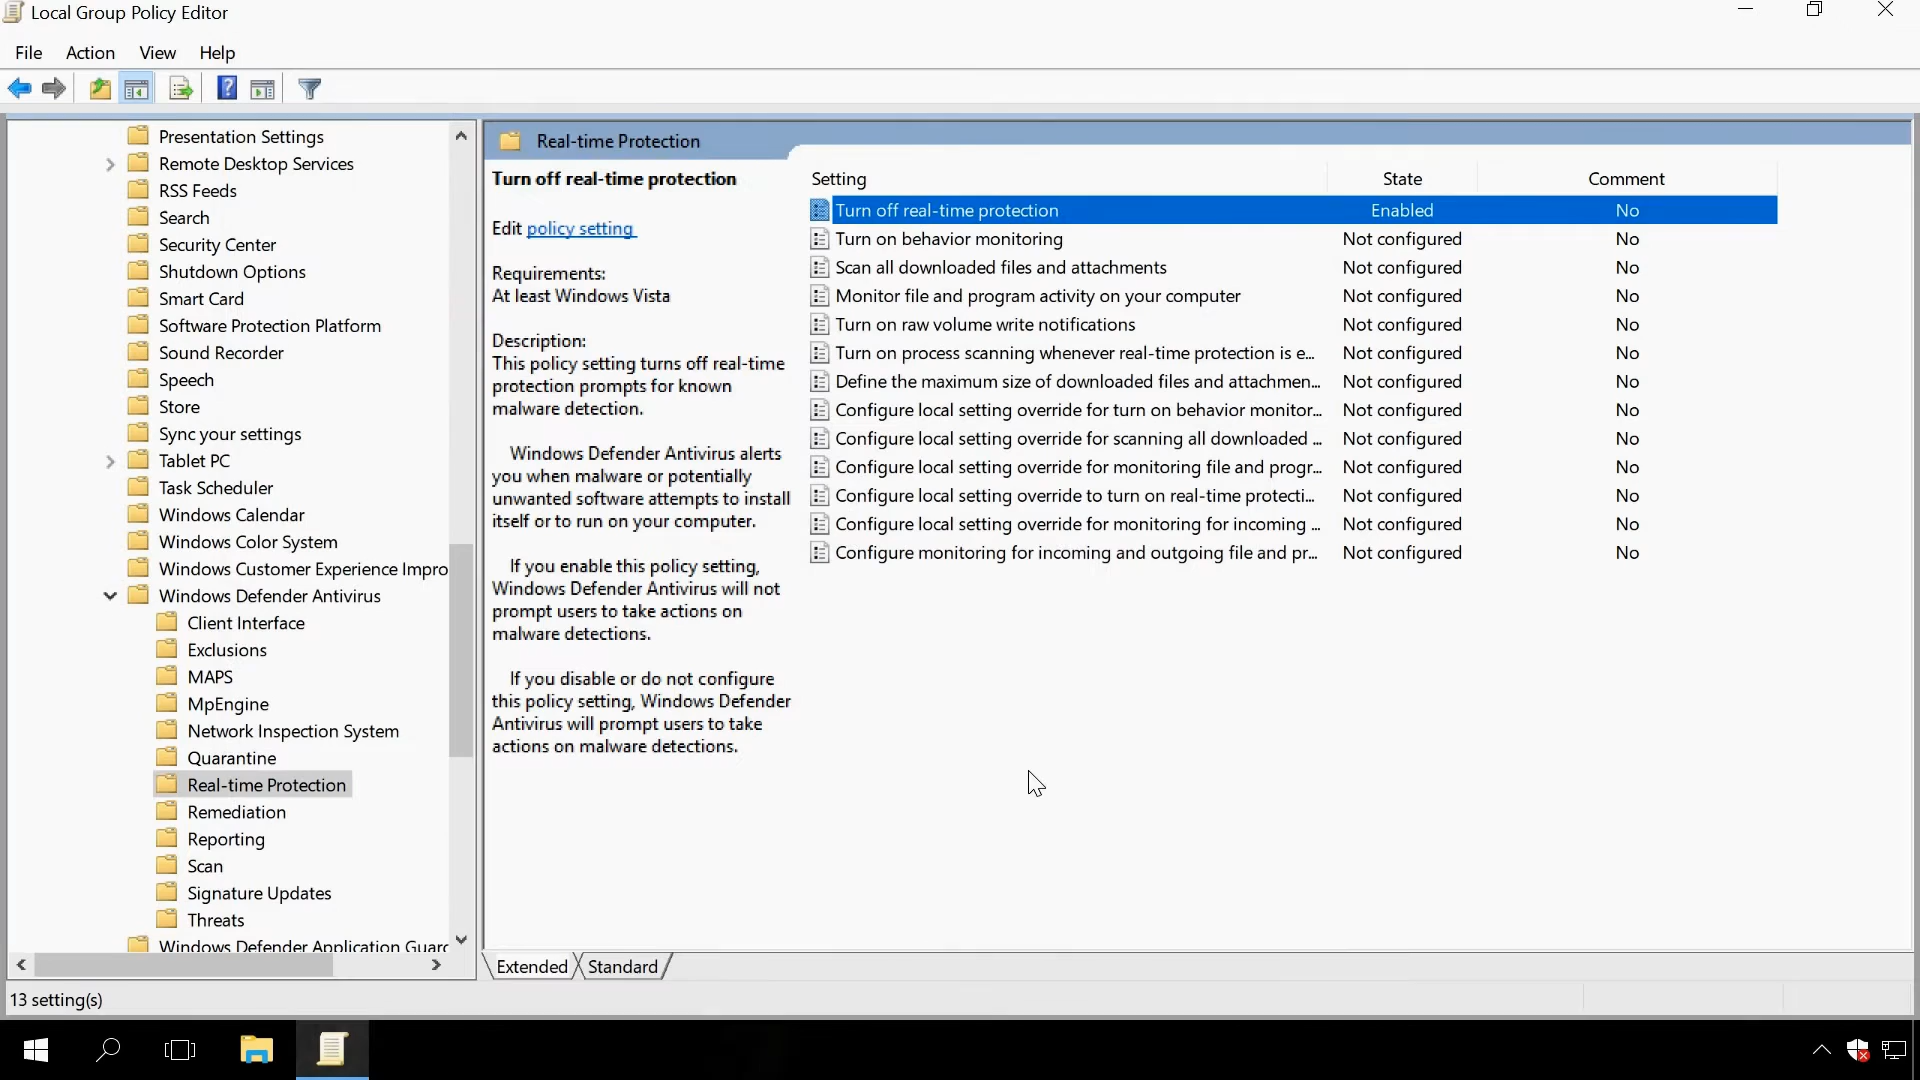 Local Group Policy Editor
File Action View Help
Presentation Settings
Remote Desktop Services
RSS Feeds
Search
Security Center
Shutdown Options
Smart Card
Software Protection Platform
Sound Recorder
Speech
Store
Sync your settings
Tablet PC
Task Scheduler
Windows Calendar
Windows Color System
Windows Customer Experience Impro
Windows Defender Antivirus
Client Interface
Exclusions
MAPS
MpEngine
Network Inspection System
Quarantine
Real-time Protection
Remediation
Reporting
Scan
Signature Updates
Threats
Windows Defender Application Guar
Real-time Protection
Turn off real-time protection
Edit policy setting
Requirements:
At least Windows Vista
Description:
This policy setting turns off real-time
protection prompts for known
malware detection.
Windows Defender Antivirus alerts
you when malware or potentially
unwanted software attempts to install
itself or to run on your computer.
If you enable this policy setting,
Windows Defender Antivirus will not
prompt users to take actions on
malware detections.
If you disable or do not configure
this policy setting, Windows Defender
Antivirus will prompt users to take
actions on malware detections.
Setting State Comment
Turn off real-time protection Enabled No
Turn on behavior monitoring Not configured No
Scan all downloaded files and attachments Not configured No
Monitor file and program activity on your computer Not configured No
Turn on raw volume write notifications Not configured No
Turn on process scanning whenever real-time protection is e... Not configured No
Define the maximum size of downloaded files and attachmen... Not configured No
Configure local setting override for turn on behavior monitor... Not configured No
Configure local setting override for scanning all downloaded ... Not configured No
Configure local setting override for monitoring file and progr... Not configured No
Configure local setting override to turn on real-time protecti... Not configured No
Configure local setting override for monitoring for incoming ... Not configured No
Configure monitoring for incoming and outgoing file and pr... Not configured No
Extended Standard
13 setting(s)